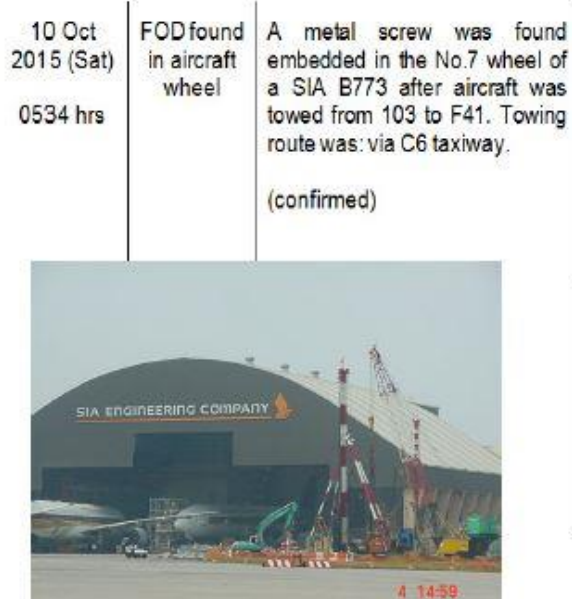 10 Oct
2015 (Sat)
0534 hrs
FOD found
in aircraft
wheel
A metal screw was found
embedded in the No.7 wheel of
a SIA B773 after aircraft was
towed from 103 to F41. Towing
route was: via C6 taxiway.
(confirmed)
SIA ENGINEERING COMPANY
4 14:59